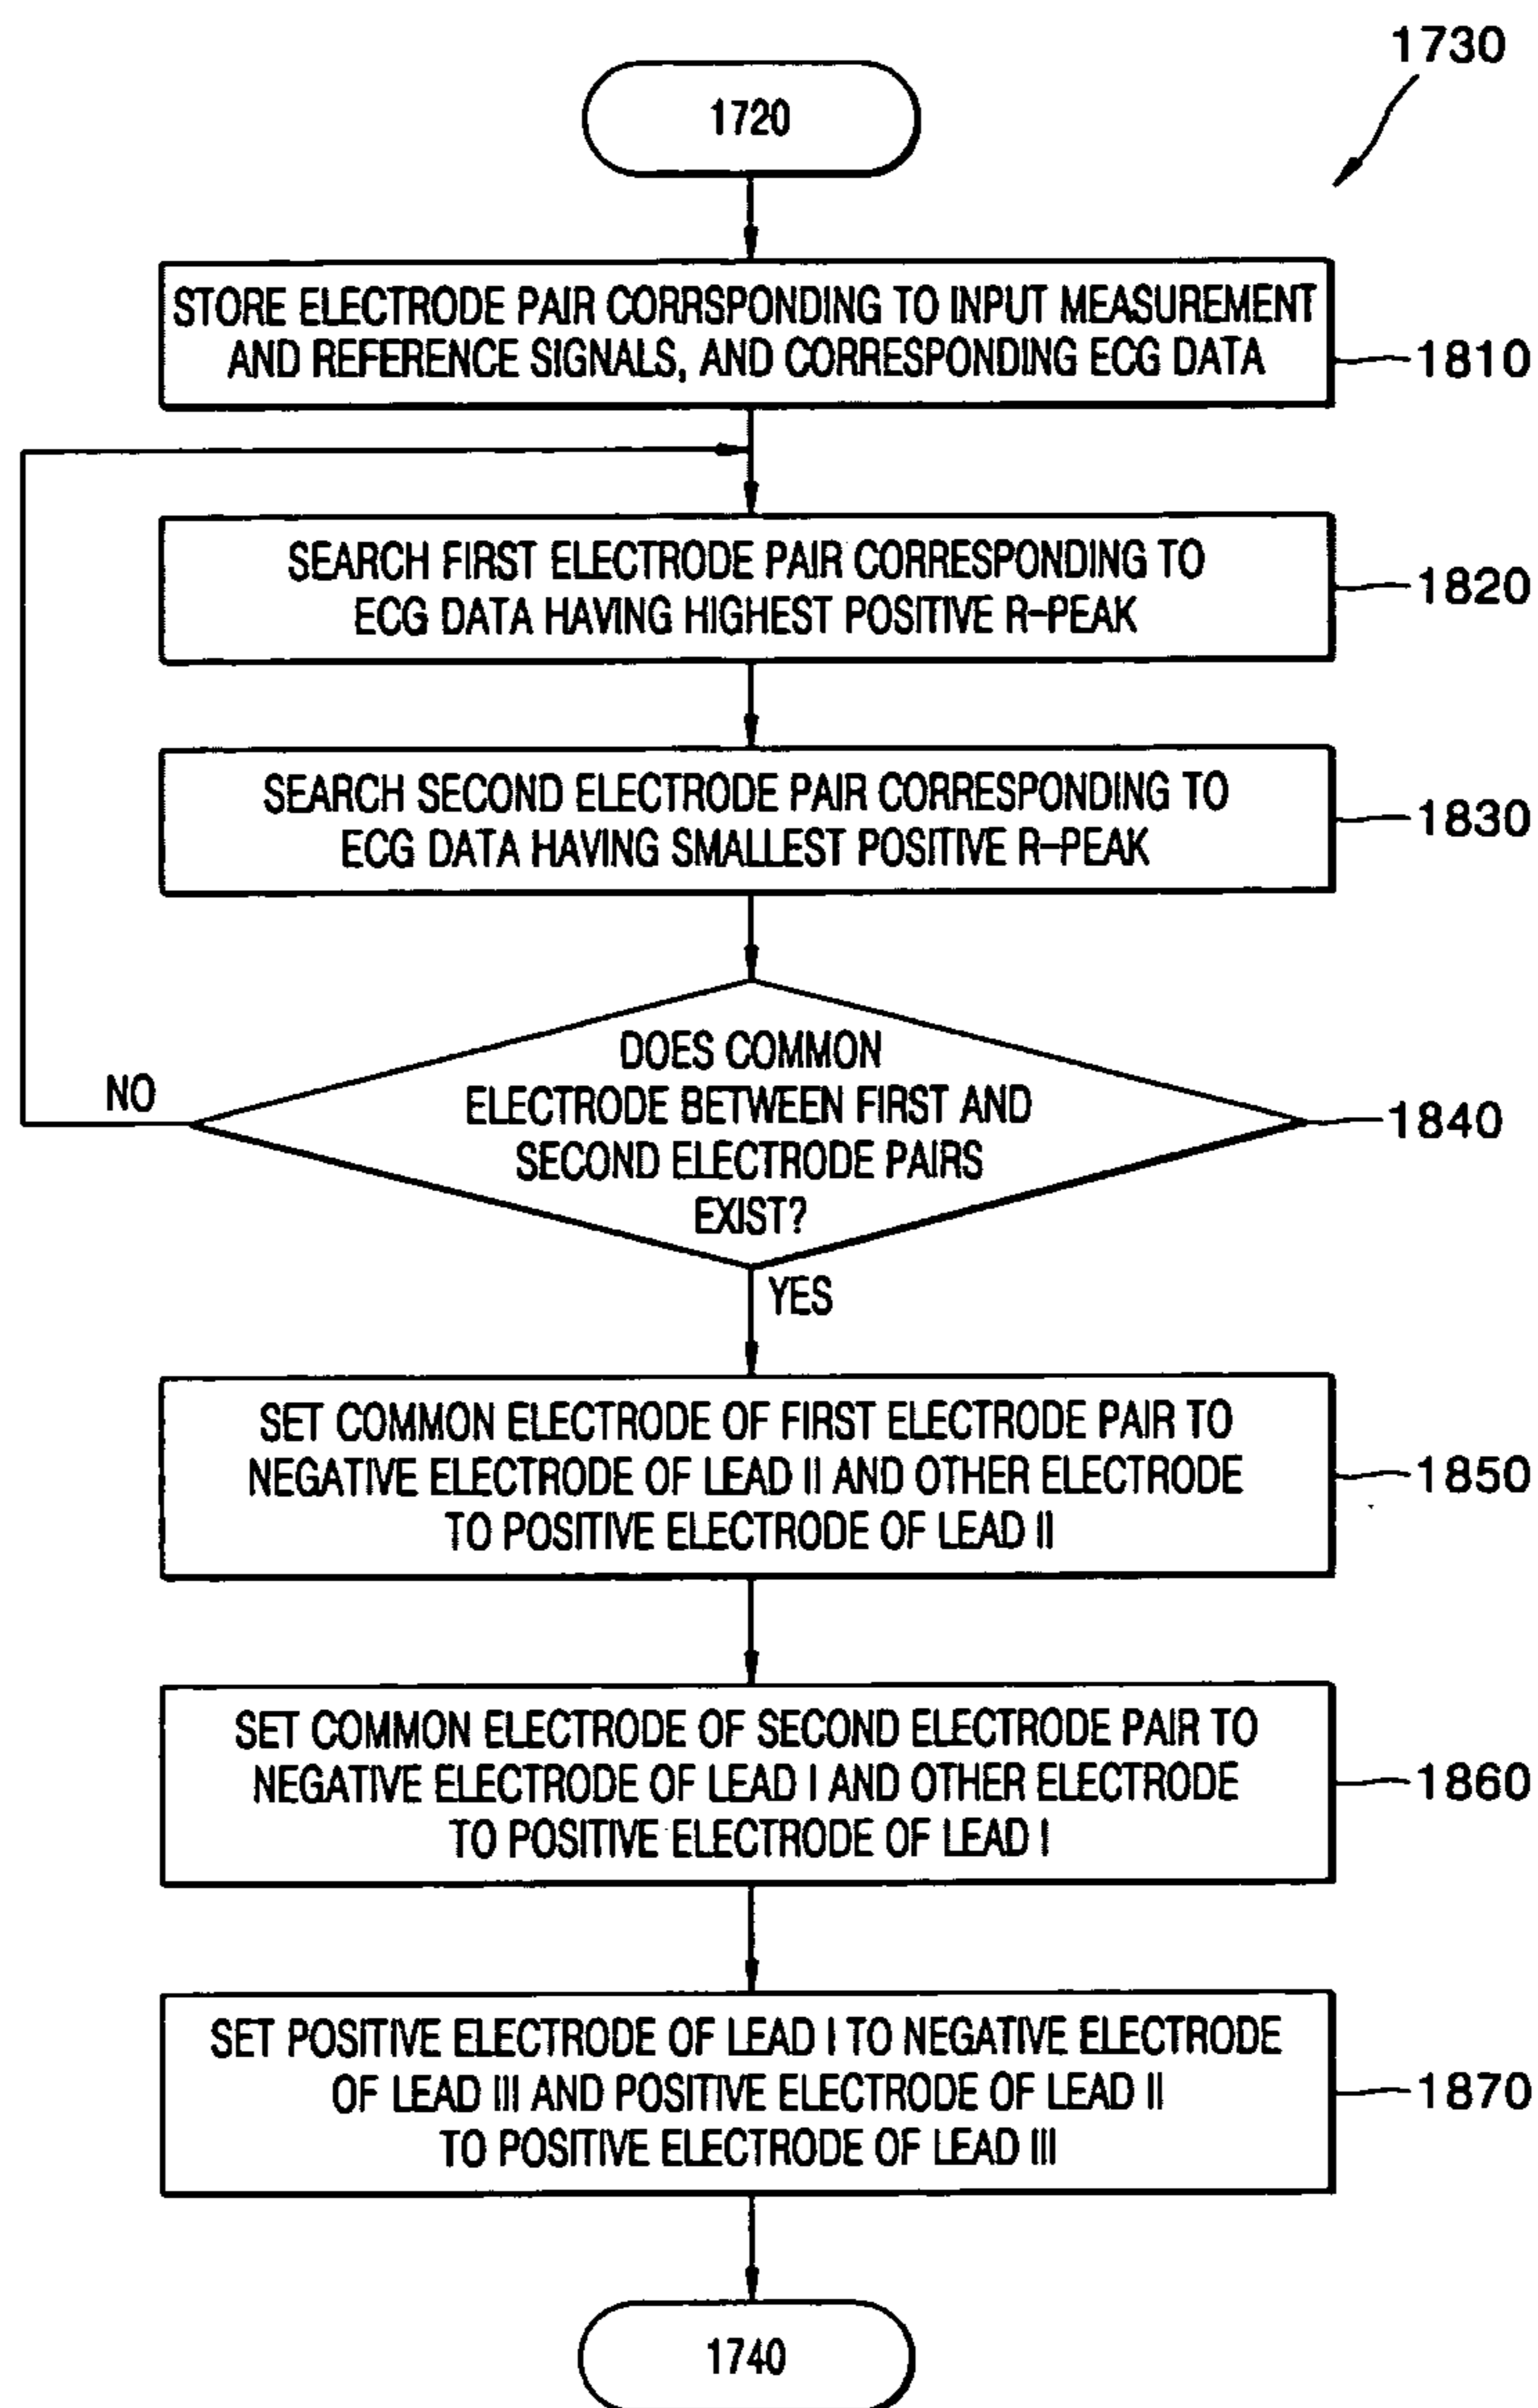 1730
1720
STORE ELECTRODE PAIR CORRSPONDING TO INPUT MEASUREMENT
AND REFERENCE SIGNALS, AND CORRESPONDING ECG DATA
1810
SEARCH FIRST ELECTRODE PAIR CORRESPONDING TO
ECG DATA HAVING HIGHEST POSITIVE R-PEAK
1820
SEARCH SECOND ELECTRODE PAIR CORRESPONDING TO
ECG DATA HAVING SMALLEST POSITIVE R-PEAK
1830
DOES COMMON
ELECTRODE BETWEEN FIRST AND
SECOND ELECTRODE PAIRS
EXIST?
1840
NO
YES
SET COMMON ELECTRODE OF FIRST ELECTRODE PAIR TO
NEGATIVE ELECTRODE OF LEAD II AND OTHER ELECTRODE
TO POSITIVE ELECTRODE OF LEAD II
1850
SET COMMON ELECTRODE OF SECOND ELECTRODE PAIR TO
NEGATIVE ELECTRODE OF LEAD I AND OTHER ELECTRODE
TO POSITIVE ELECTRODE OF LEAD I
1860
SET POSITIVE ELECTRODE OF LEAD I TO NEGATIVE ELECTRODE
OF LEAD III AND POSITIVE ELECTRODE OF LEAD II
TO POSITIVE ELECTRODE OF LEAD III
1870
1740